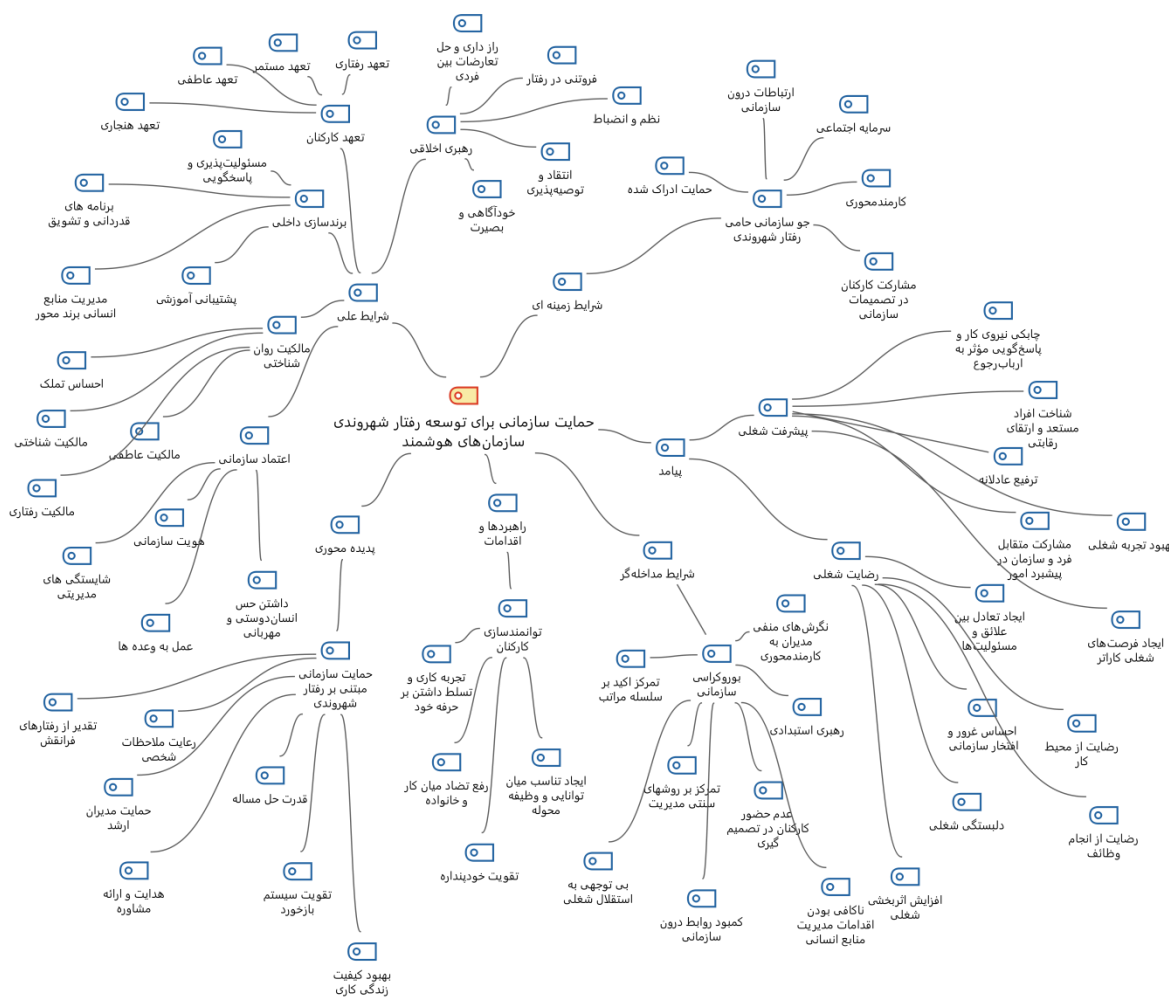 راز داری و حل
تعارضات بین
فردی
تعهد رفتاری
تعهد مستمر
تعهد عاطفی
فروتنی در رفتار
ارتباطات درون
سازمانی
تعهد هنجاری
نظم و انضباط
سرمایه اجتماعی
تعهد کارکنان
رهبری اخلاقی
مسئولیت‌پذیری و
پاسخگویی
انتقاد و
توصیه‌پذیری
حمایت ادراک شده
کارمندمحوری
برنامه های
قدردانی و تشویق
برندسازی داخلی
خودآگاهی و
بصیرت
جو سازمانی حامی
رفتار شهروندی
مدیریت منابع
انسانی برند محور
پشتیبانی آموزشی
شرایط علی
شرایط زمینه ای
مشارکت کارکنان
در تصمیمات
سازمانی
مالکیت روان
شناختی
چابکی نیروی کار و
پاسخ‌گویی مؤثر به
ارباب‌رجوع
احساس تملک
حمایت سازمانی برای توسعه رفتار شهروندی
سازمان‌های هوشمند
پیشرفت شغلی
شناخت افراد
مستعد و ارتقای
رقابتی
مالکیت شناختی
مالکیت عاطفی
اعتماد سازمانی
پیامد
ترفیع عادلانه
مالکیت رفتاری
هویت سازمانی
پدیده محوری
راهبردها و
اقدامات
مشارکت متقابل
فرد و سازمان در
پیشبرد امور
بهبود تجربه شغلی
شایستگی های
مدیریتی
داشتن حس
انسان‌دوستی و
مهربانی
شرایط مداخله‌گر
رضایت شغلی
عمل به وعده ها
توانمندسازی
کارکنان
نگرش‌های منفی
مدیران به
کارمندمحوری
ایجاد تعادل بین
علائق و
مسئولیت‌ها
ایجاد فرصت‌های
شغلی کاراتر
حمایت سازمانی
مبتنی بر رفتار
شهروندی
تجربه کاری و
تسلط داشتن بر
حرفه خود
تمرکز اکید بر
سلسله مراتب
بوروکراسی
سازمانی
تقدیر از رفتارهای
فرانقش
رعایت ملاحظات
شخصی
رهبری استبدادی
احساس غرور و
افتخار سازمانی
رضایت از محیط
کار
حمایت مدیران
ارشد
قدرت حل مساله
رفع تضاد میان کار
و خانواده
ایجاد تناسب میان
توانایی و وظیفه
محوله
تمرکز بر روشهای
سنتی مدیریت
عدم حضور
کارکنان در تصمیم
گیری
دلبستگی شغلی
رضایت از انجام
وظائف
هدایت و ارائه
مشاوره
تقویت سیستم
بازخورد
تقویت خودپنداره
بی توجهی به
استقلال شغلی
کمبود روابط درون
سازمانی
ناکافی بودن
اقدامات مدیریت
منابع انسانی
افزایش اثربخشی
شغلی
بهبود کیفیت
زندگی کاری